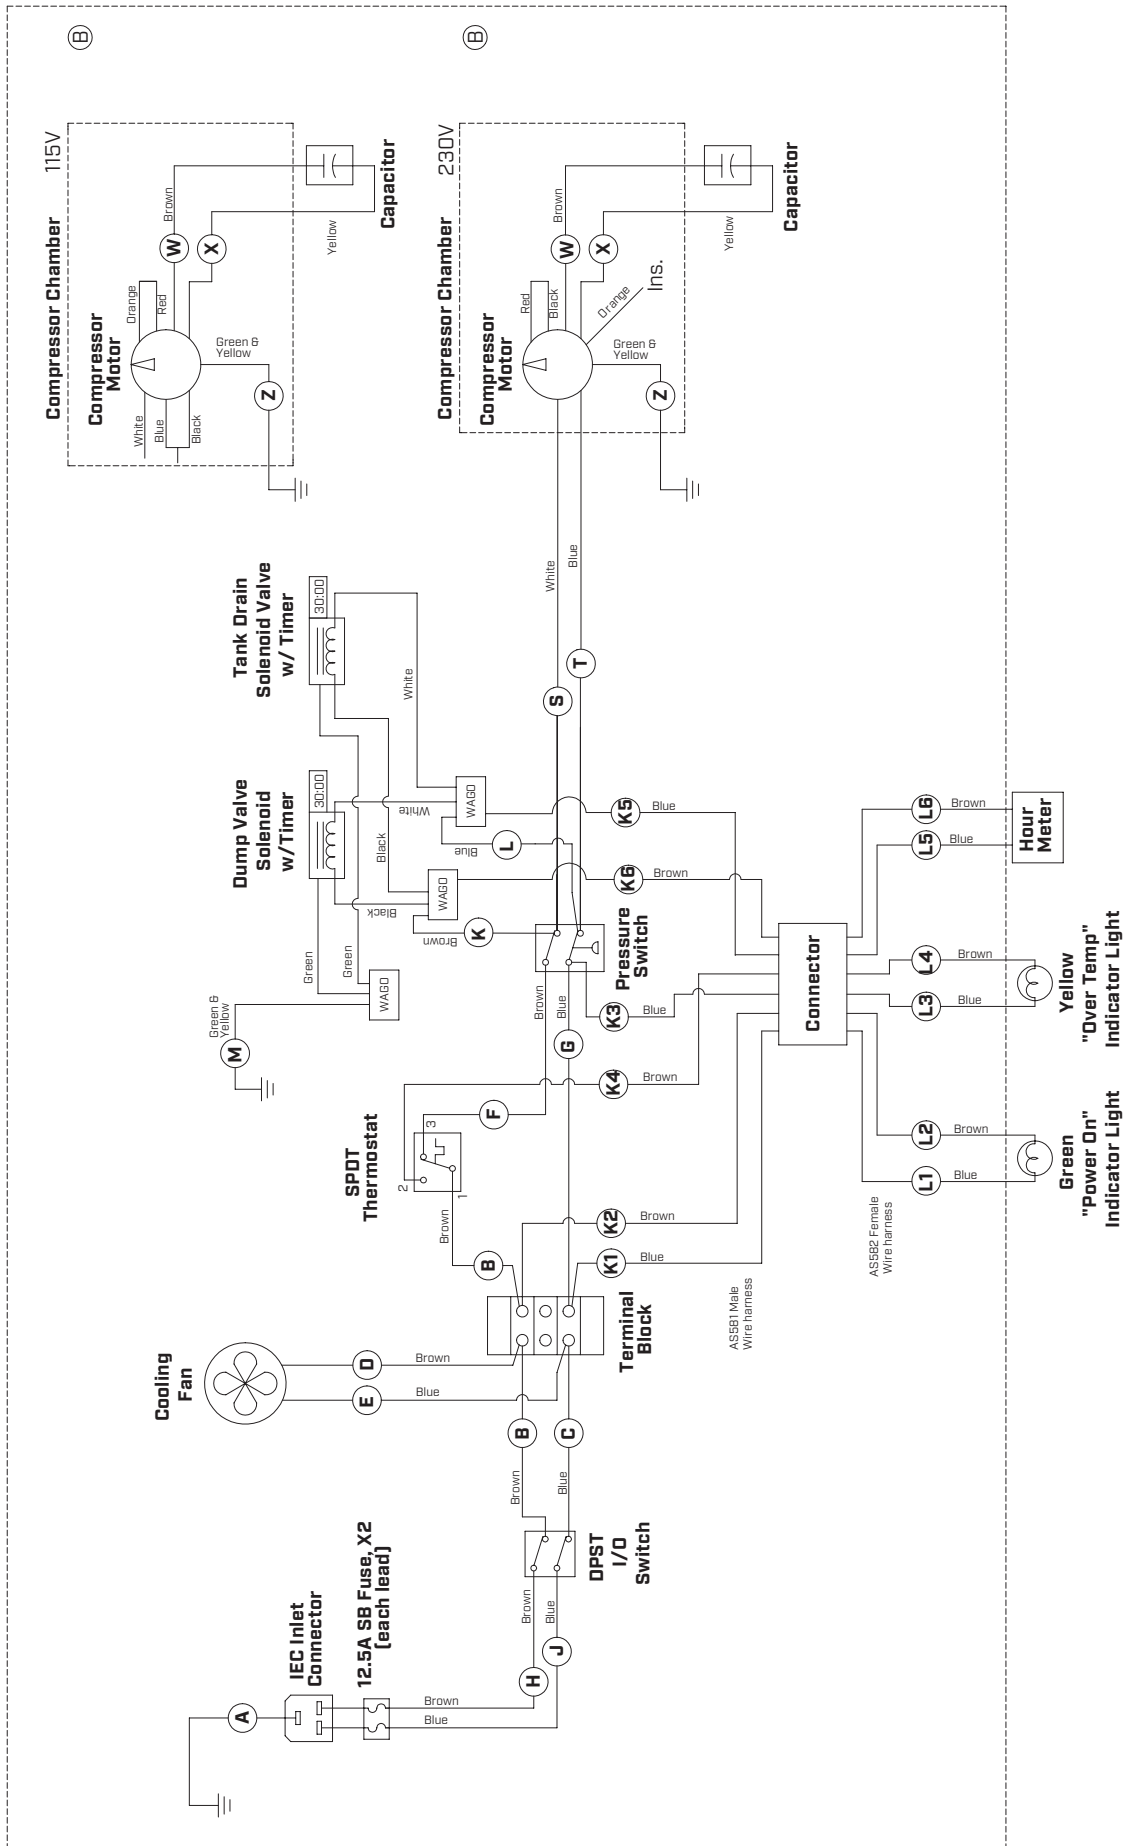 IEC Inlet
Connector
A
12.5A SB Fuse, X2
(each lead)
Brown
Blue
H
J
Brown
Blue
DPST
I/O
Switch
Brown
Blue
B
C
Cooling
Fan
D
E
Brown
Blue
Terminal
Block
B
Brown
SPDT
Thermostat
1
2
3
F
K1
Blue
K2
Brown
K4
Brown
G
Blue
Brown
K3
Blue
Pressure
Switch
M
Green &
Yellow
WAGO
Green
Green
Dump Valve
Solenoid
w/Timer
30:00
Tank Drain
Solenoid Valve
w/ Timer
30:00
K
Brown
WAGO
Black
Black
L
Blue
WAGO
White
White
K6
Brown
K5
Blue
S
T
White
Blue
AS581 Male
Wire harness
Connector
AS582 Female
Wire harness
L1
Blue
L2
Brown
L3
Blue
L4
Brown
L5
Blue
L6
Brown
Green
"Power On"
Indicator Light
Yellow
"Over Temp"
Indicator Light
Hour
Meter
Compressor Chamber
115V
Compressor
Motor
White
Blue
Black
Orange
Red
W
Brown
X
Yellow
Green &
Yellow
Z
Capacitor
B
Compressor Chamber
230V
Compressor
Motor
Red
Black
W
Brown
X
Yellow
Orange
Ins.
Green &
Yellow
Z
Capacitor
B